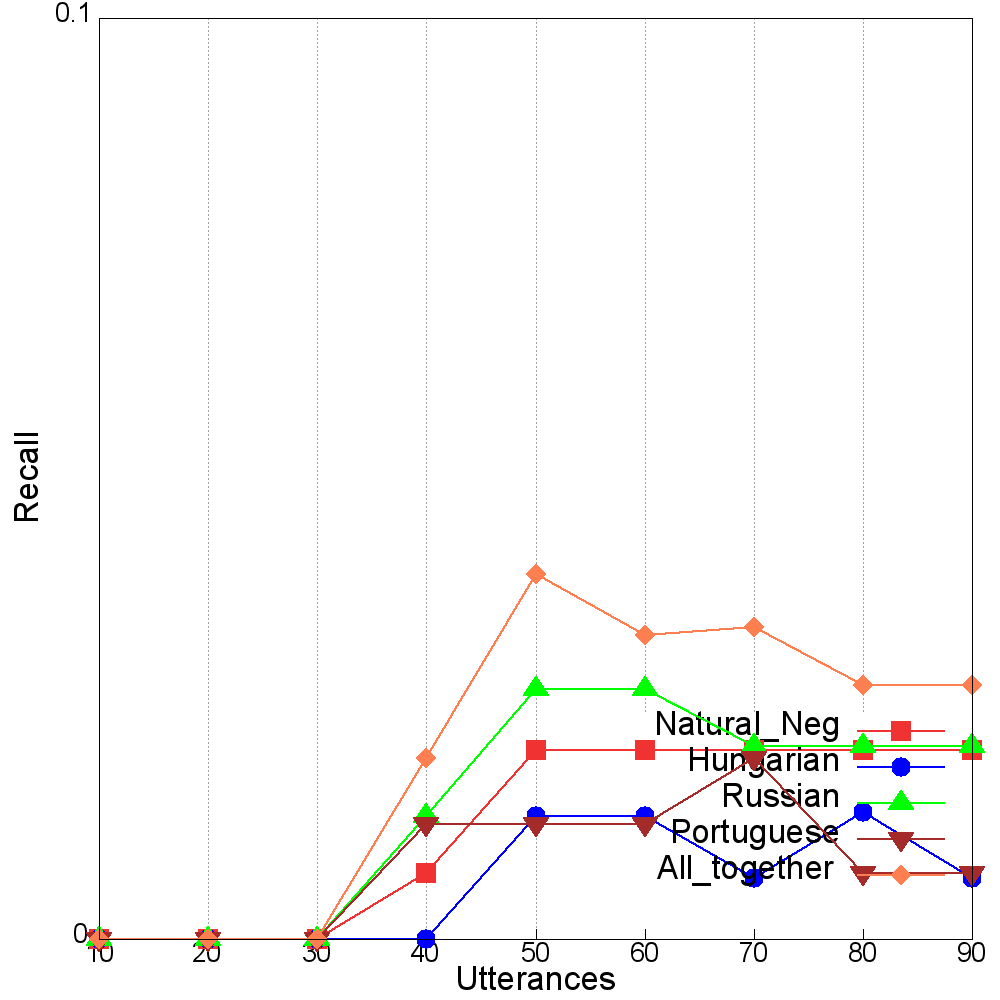 0.1
Recall
Natural_Neg
Hungarian
Russian
Portuguese
All_together
0
10 20 30 40 50 60 70 80 90
Utterances